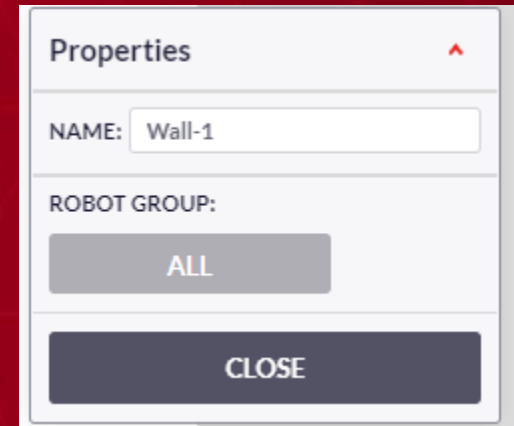 Properties
NAME: Wall-1
ROBOT GROUP:
ALL
CLOSE